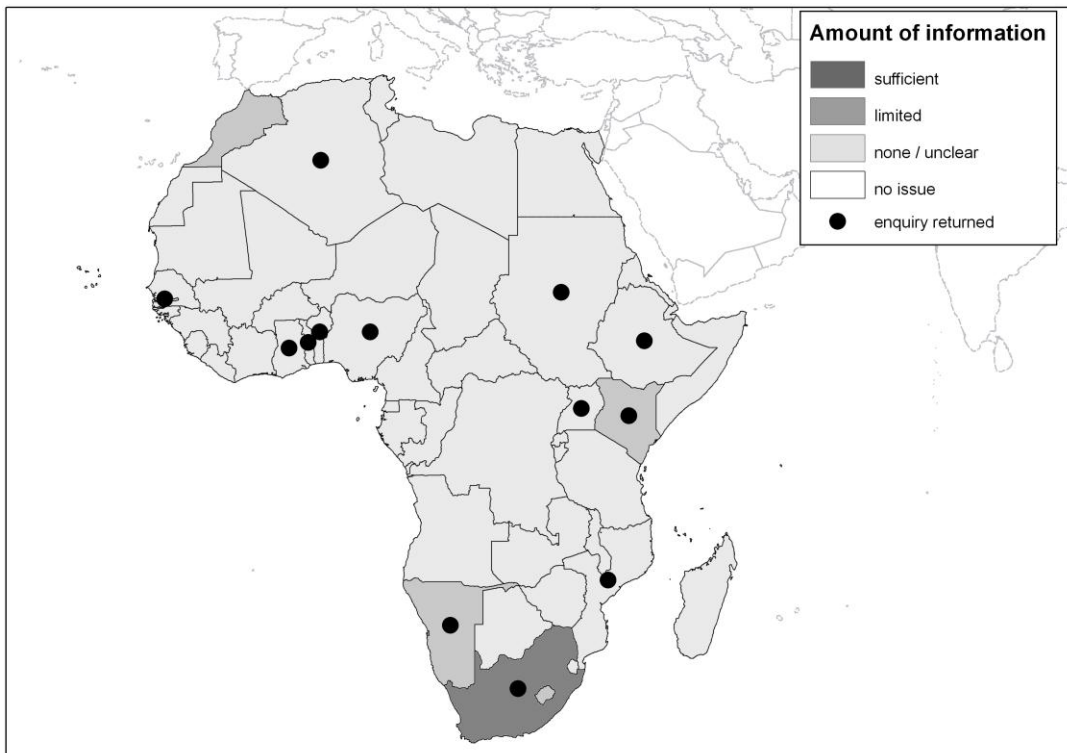 Amount of information
sufficient
limited
none / unclear
no issue
enquiry returned